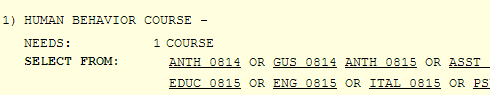 1) HUMAN BEHAVIOR COURSE –
NEEDS: 1 COURSE
SELECT FROM: ANTH 0814 OR GUS 0814 ANTH 0815 OR ASST
EDUC 0815 OR ENG 0815 OR ITAL 0815 OR